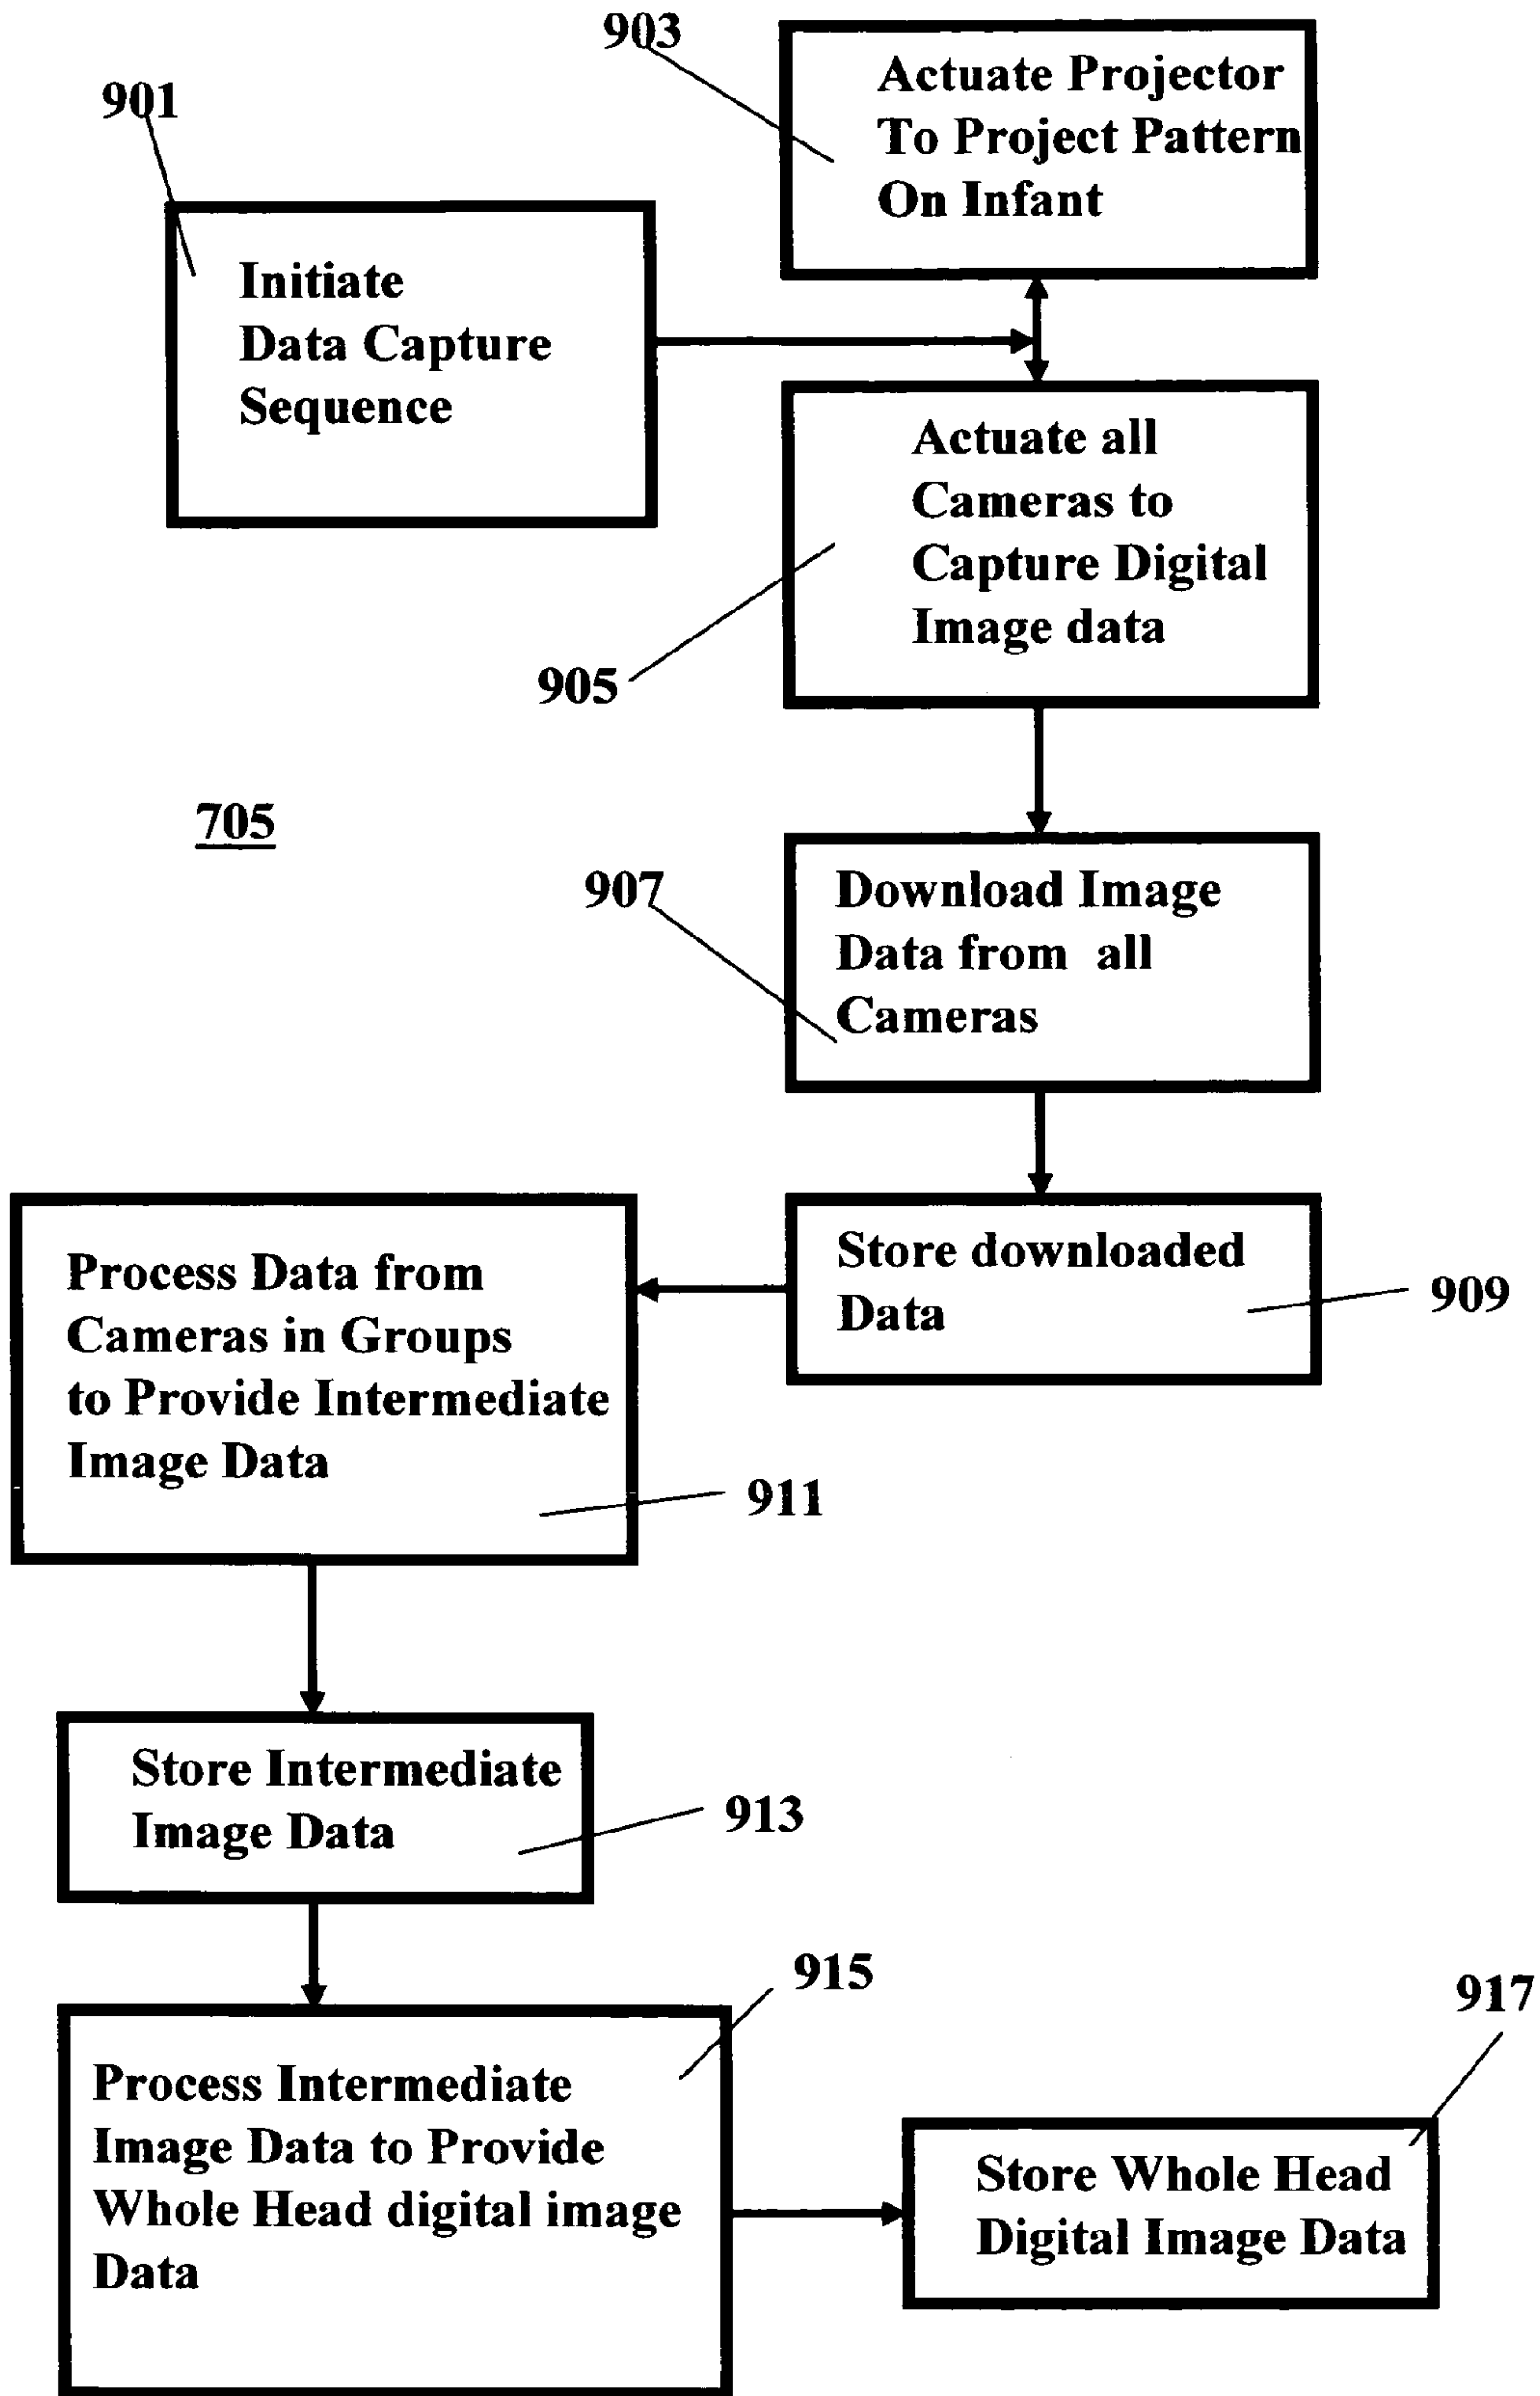 903
Actuate Projector
To Project Pattern
On Infant
901
Initiate
Data Capture
Sequence
Actuate all
Cameras to
Capture Digital
Image data
905
705
907
Download Image
Data from all
Cameras
Store downloaded
Data
909
Process Data from
Cameras in Groups
to Provide Intermediate
Image Data
911
Store Intermediate
Image Data
913
915
Process Intermediate
Image Data to Provide
Whole Head digital image
Data
917
Store Whole Head
Digital Image Data